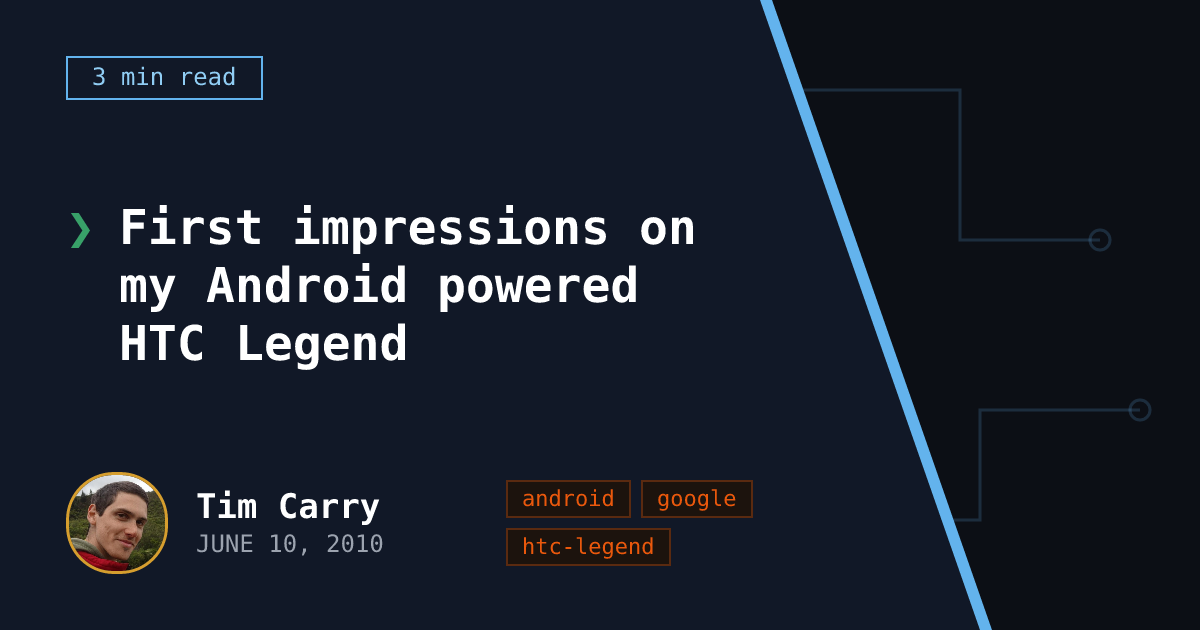 3 min read
❯ First impressions on
my Android powered
HTC Legend
Tim Carry
JUNE 10, 2010
android google
htc-legend